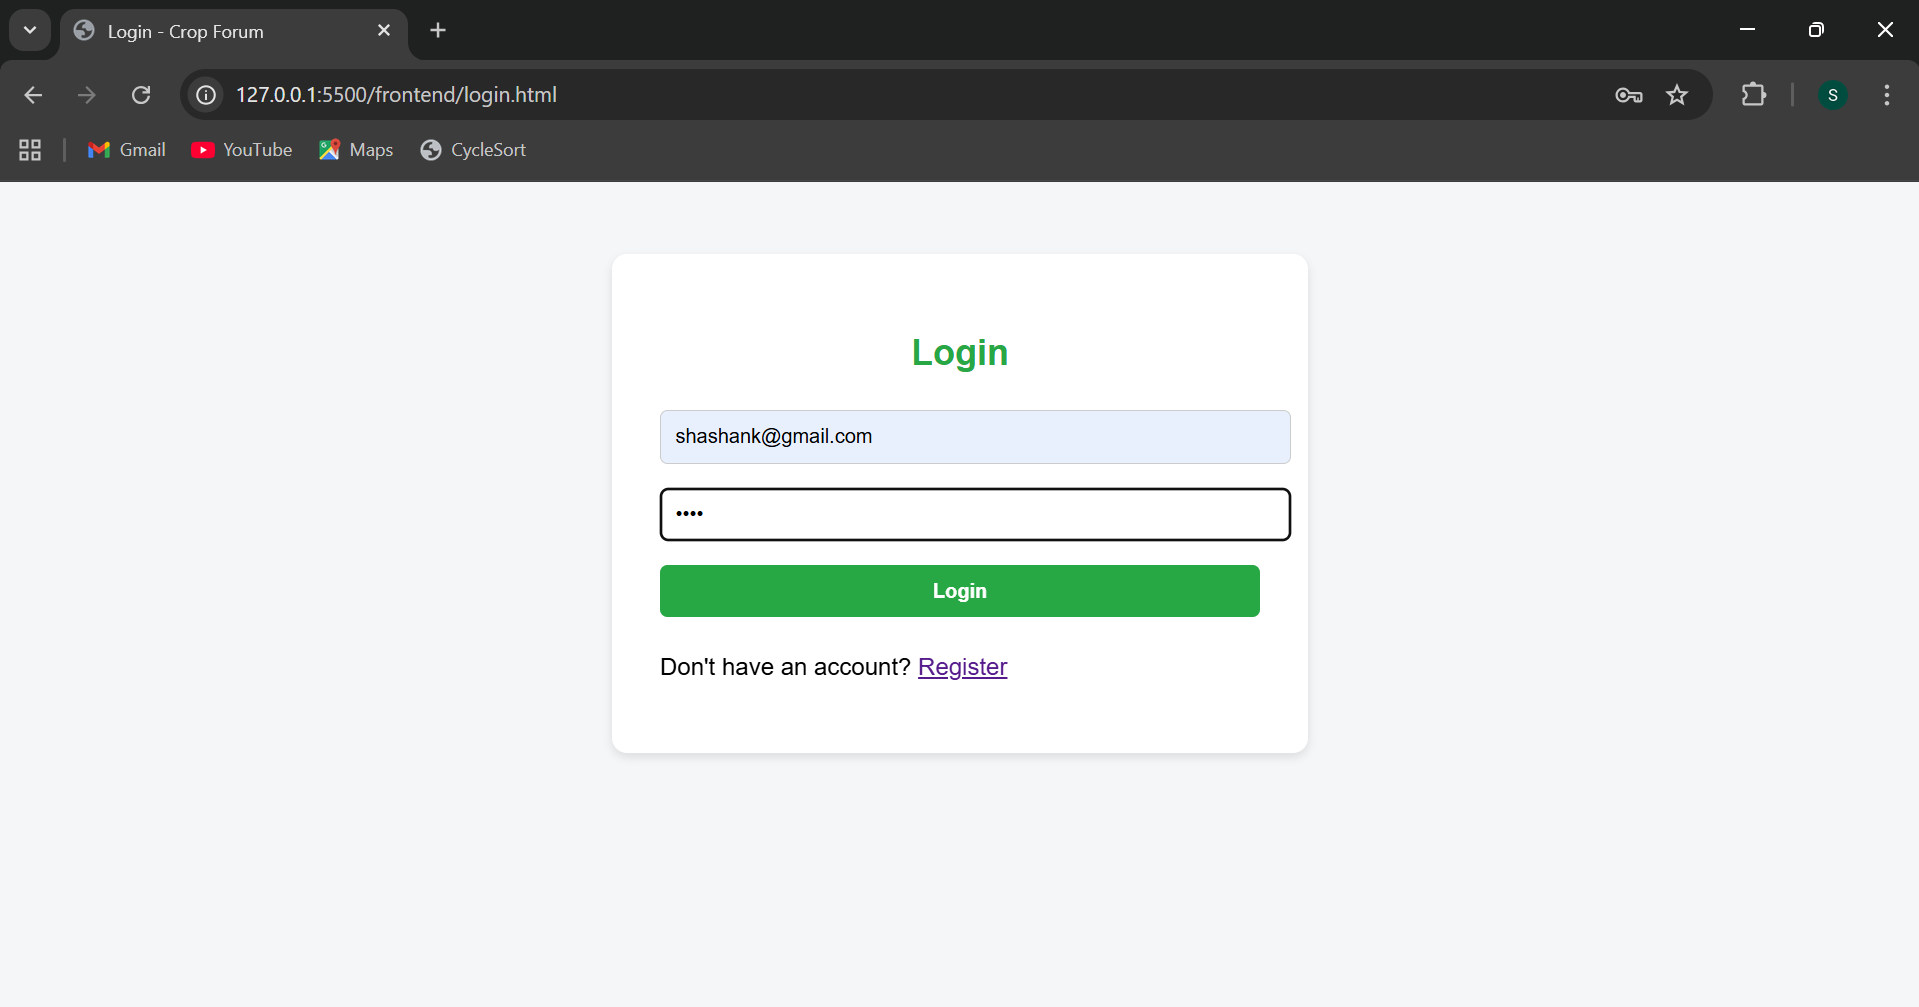 Login - Crop Forum
127.0.0.1:5500/frontend/login.html
S
Gmail YouTube Maps CycleSort
Login
shashank@gmail.com
••••
Login
Don't have an account? Register